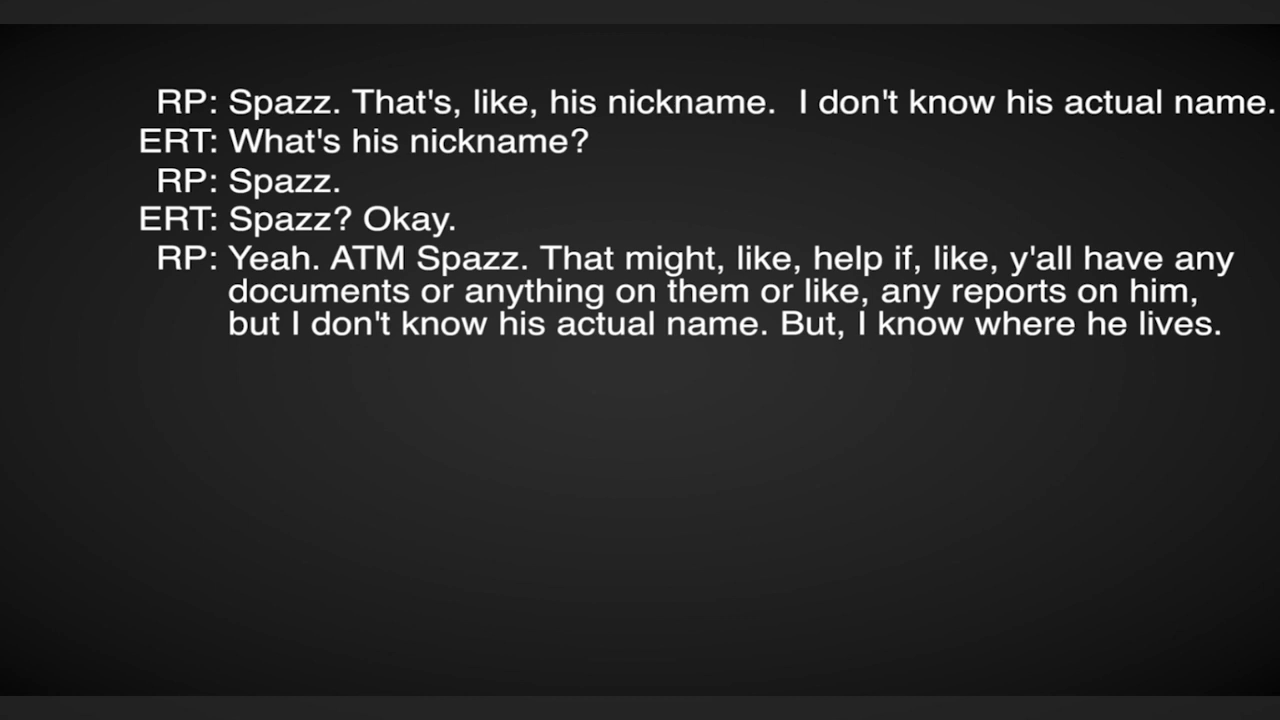 RP: Spazz. That's, like, his nickname.  I don't know his actual name.
ERT: What's his nickname?
RP: Spazz.
ERT: Spazz? Okay.
RP: Yeah. ATM Spazz. That might, like, help if, like, y'all have any
documents or anything on them or like, any reports on him,
but I don't know his actual name. But, I know where he lives.